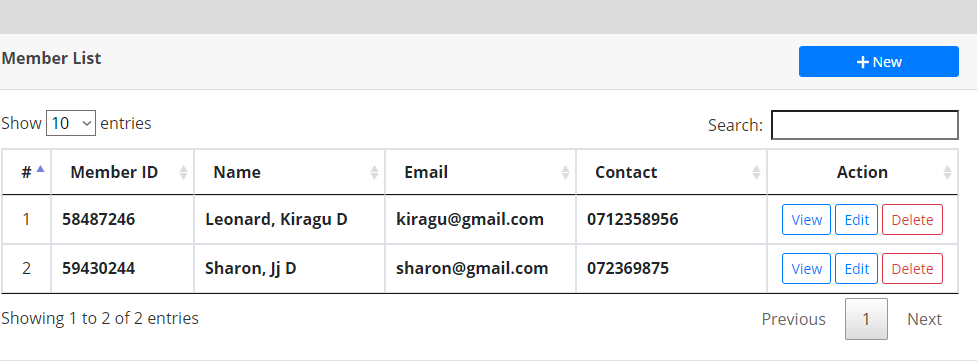 Member List
+ New
Show 10 entries
Search:
# Member ID Name Email Contact Action
1 58487246 Leonard, Kiragu D kiragu@gmail.com 0712358956 View Edit Delete
2 59430244 Sharon, Jj D sharon@gmail.com 072369875 View Edit Delete
Showing 1 to 2 of 2 entries
Previous 1 Next